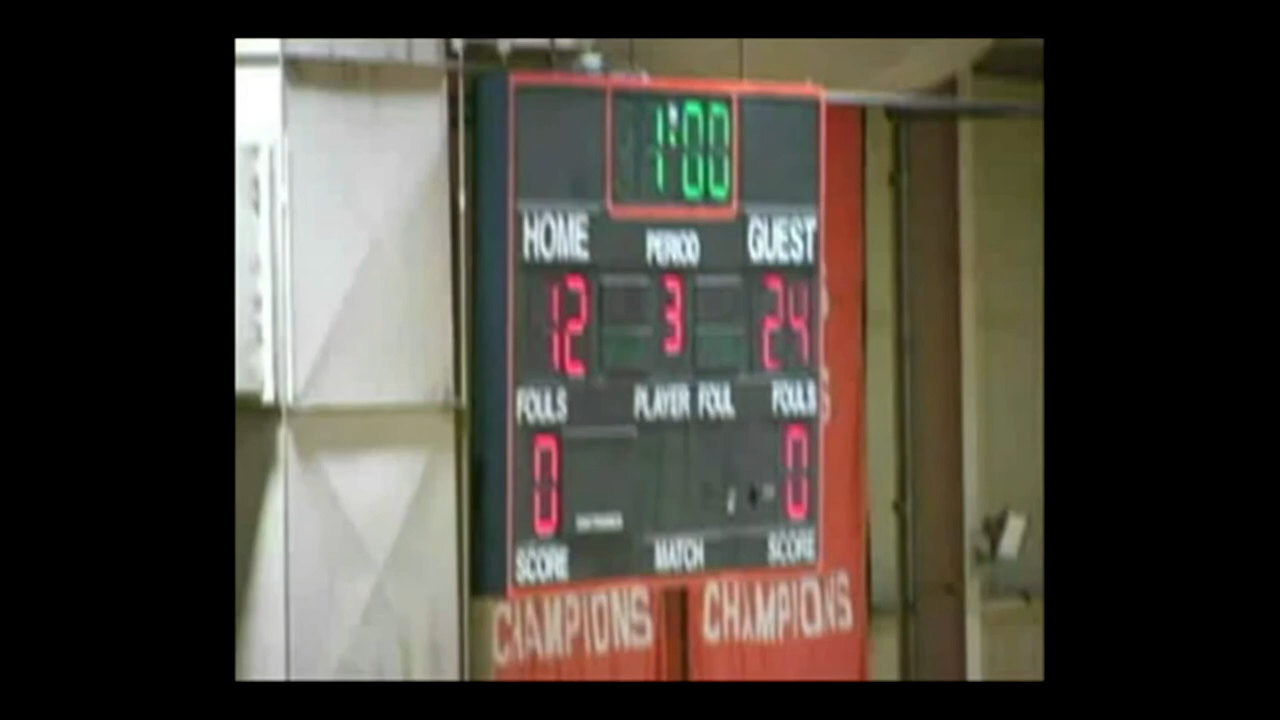 1:00
HOME PERIOD GUEST
12 3 24
FOULS PLAYER FOUL FOULS
0 0
SCORE MATCH SCORE
CHAMPIONS CHAMPIONS